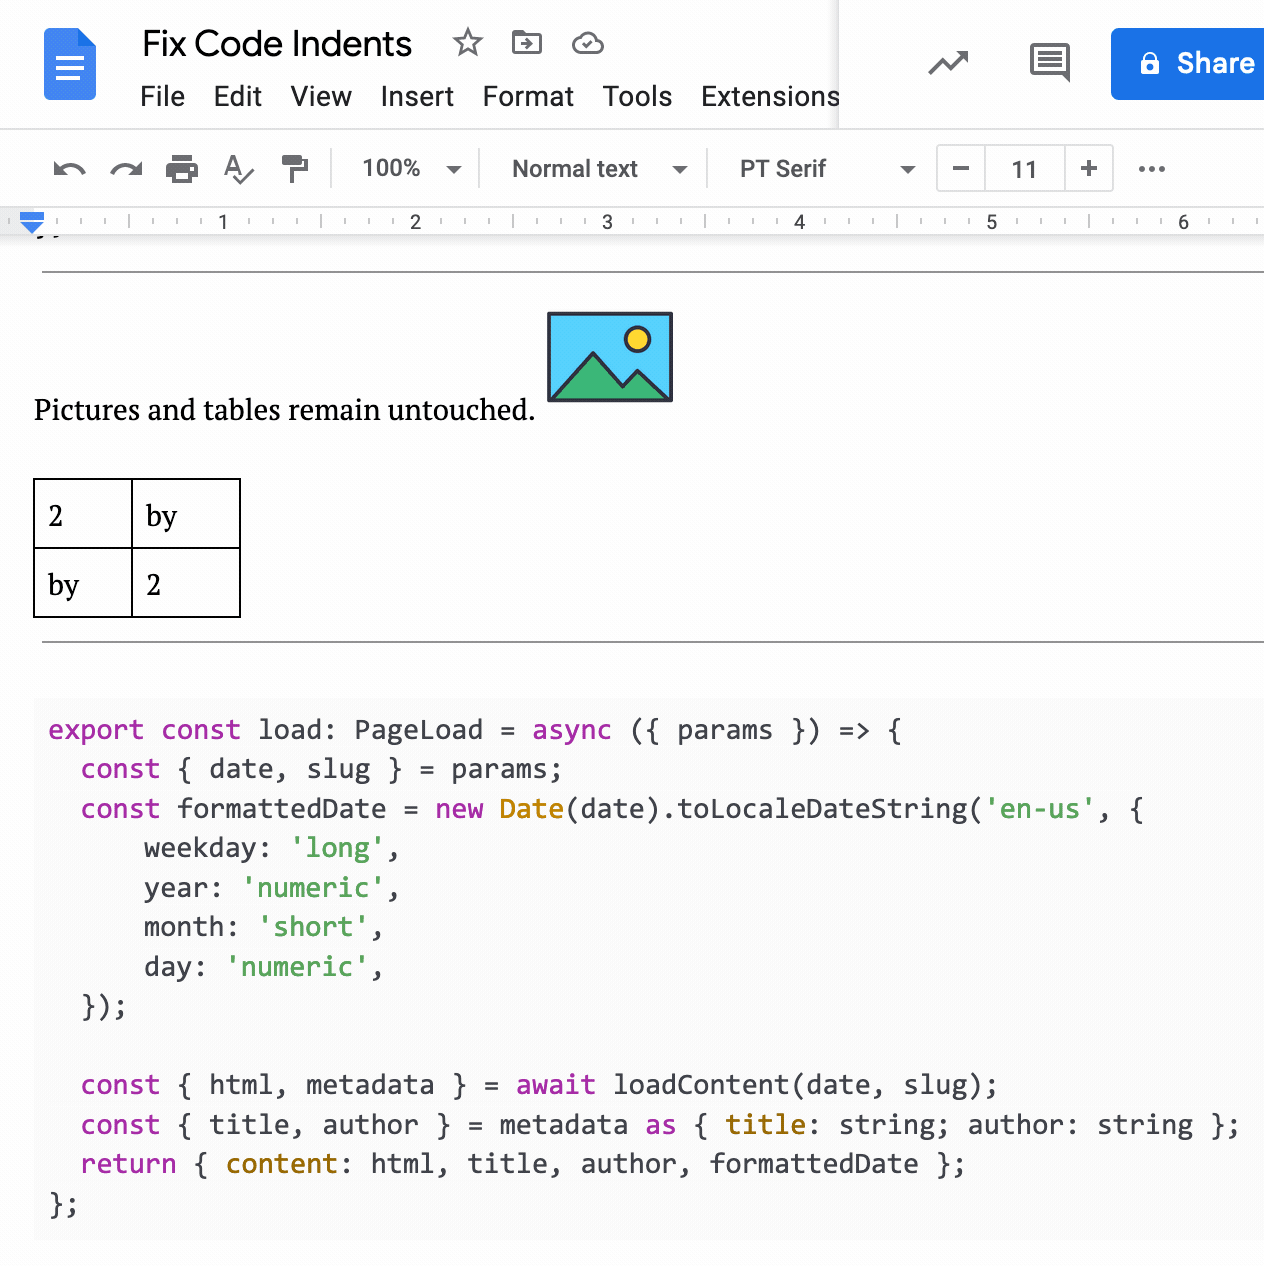 Fix Code Indents
File Edit View Insert Format Tools Extensions
Share
100% Normal text PT Serif 11
1 2 3 4 5 6
Pictures and tables remain untouched.
2 by
by 2
export const load: PageLoad = async ({ params }) => {
  const { date, slug } = params;
  const formattedDate = new Date(date).toLocaleDateString('en-us', {
      weekday: 'long',
      year: 'numeric',
      month: 'short',
      day: 'numeric',
  });
  const { html, metadata } = await loadContent(date, slug);
  const { title, author } = metadata as { title: string; author: string };
  return { content: html, title, author, formattedDate };
};